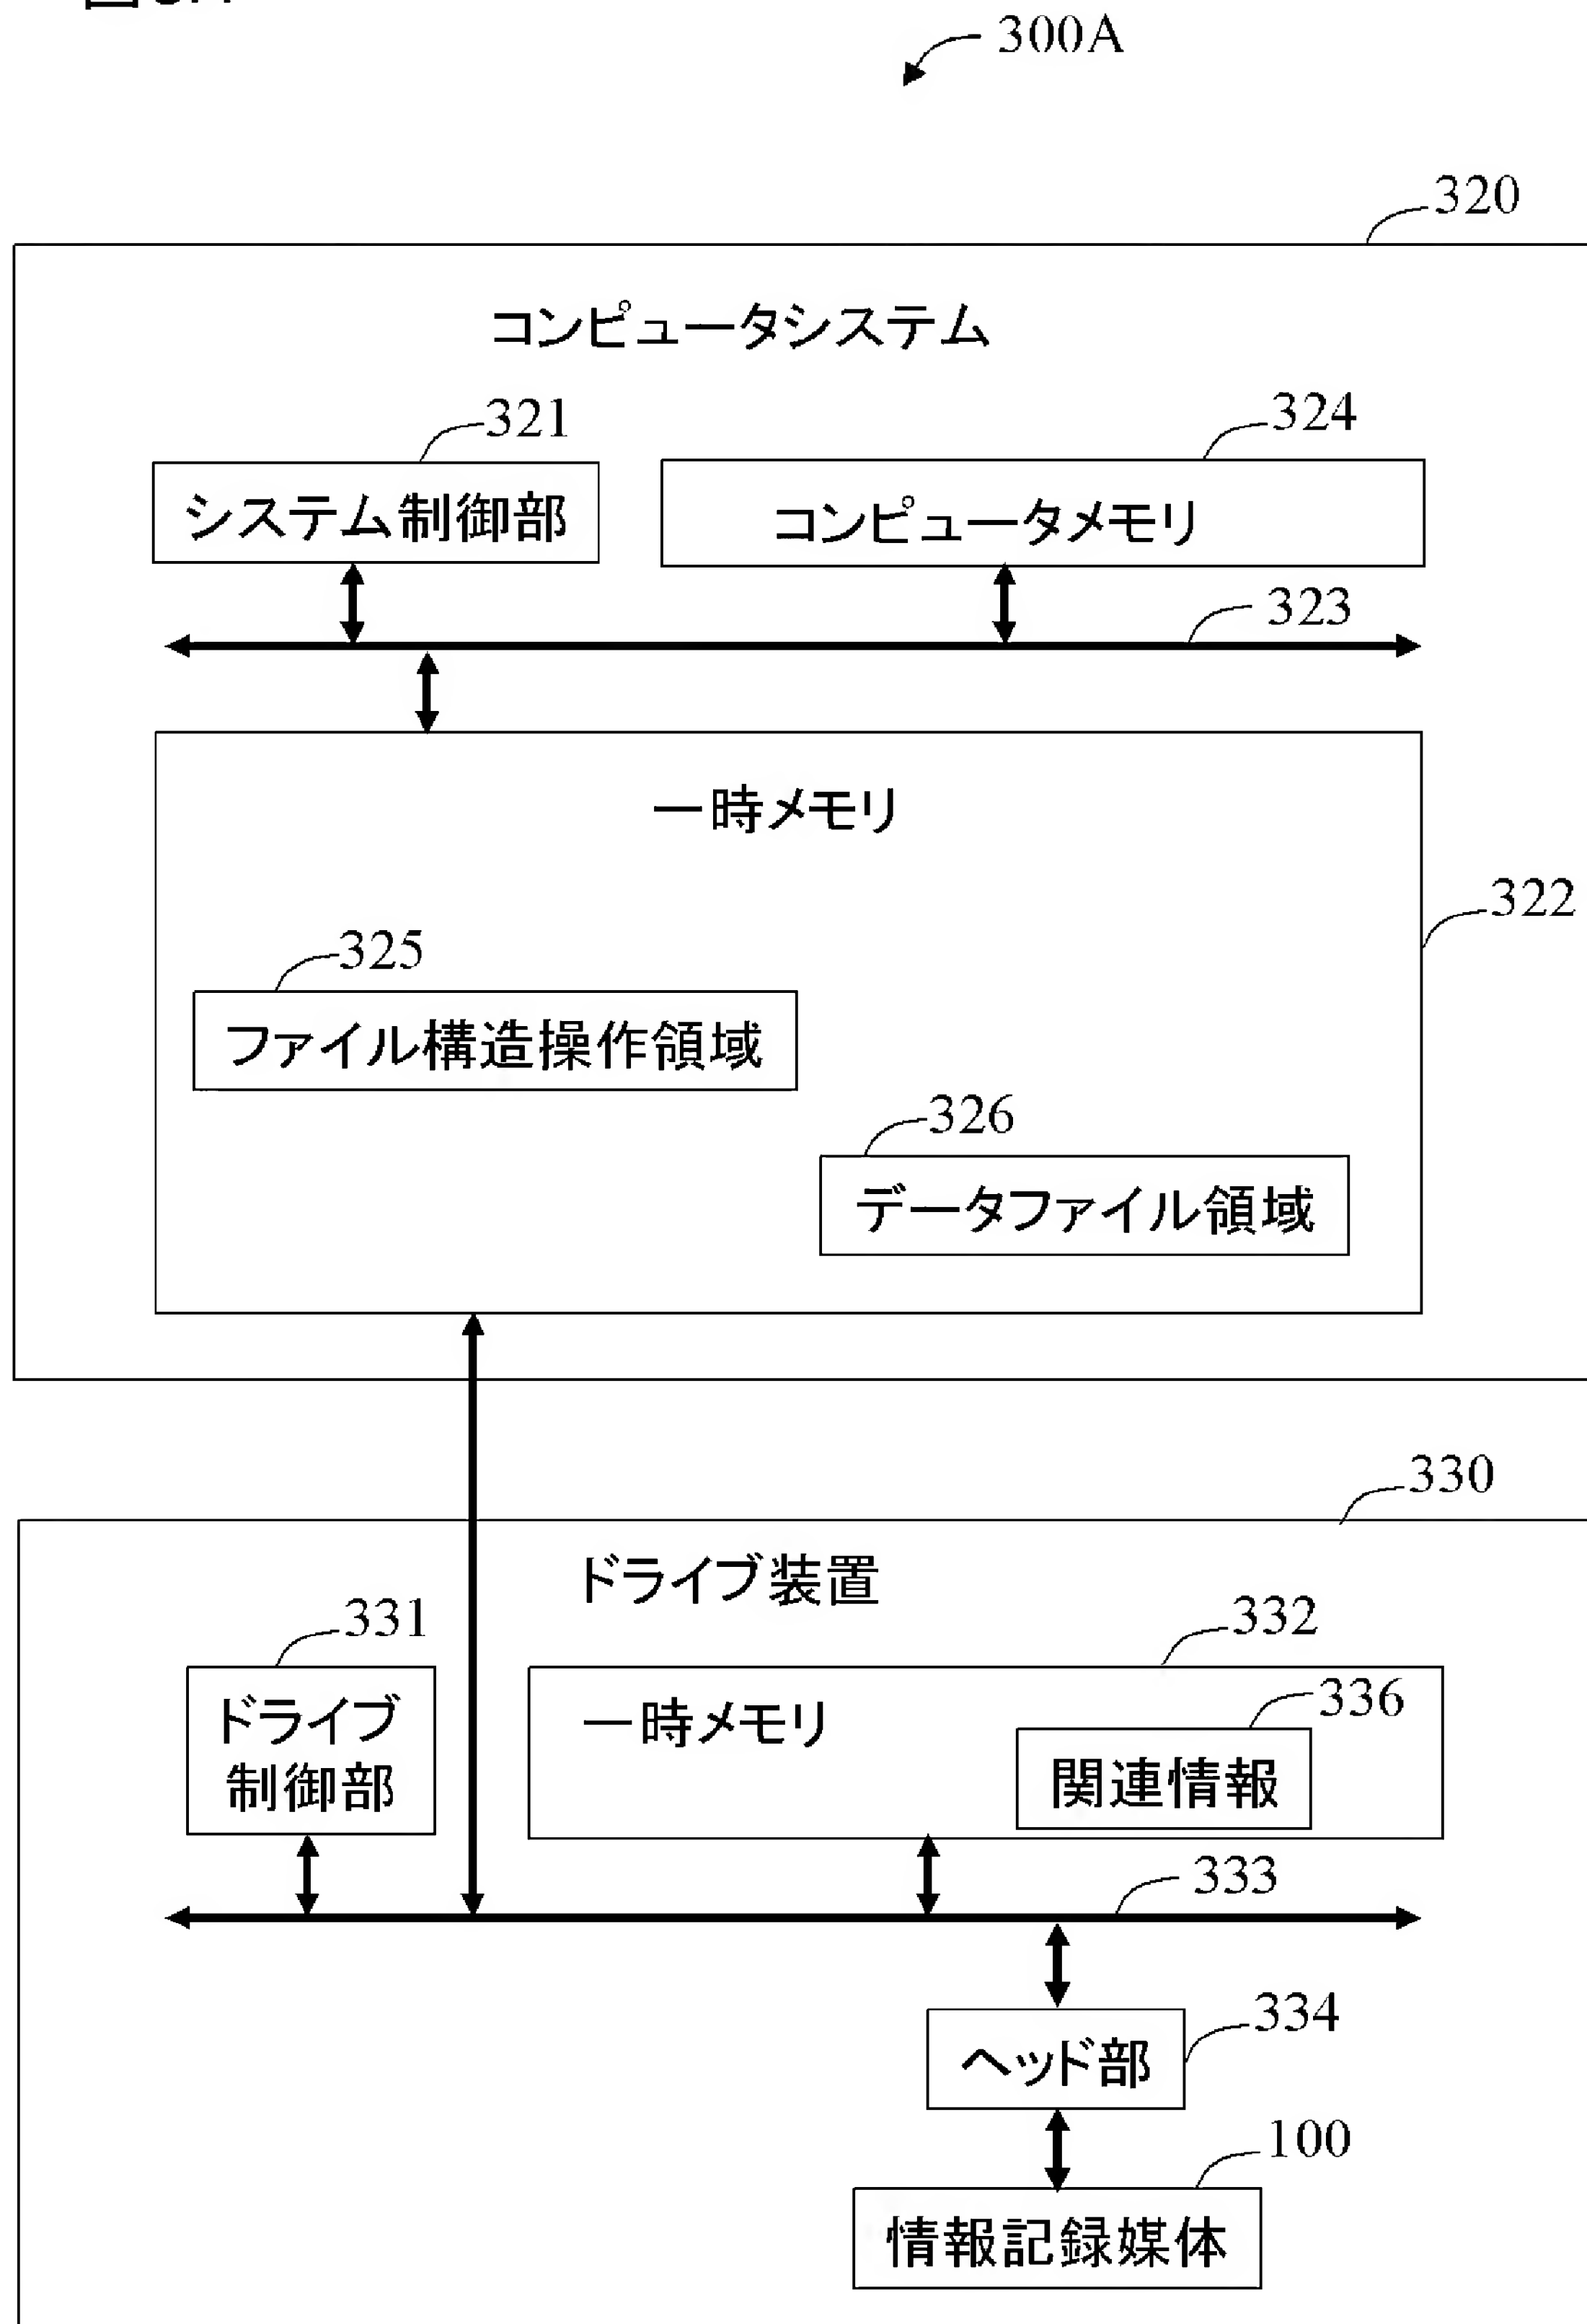 300A
320
コンピュータシステム
321
324
システム制御部
コンピュータメモリ
323
一時メモリ
322
325
ファイル構造操作領域
326
データファイル領域
330
ドライブ装置
331
332
ドライブ
制御部
一時メモリ
336
関連情報
333
334
ヘッド部
100
情報記録媒体